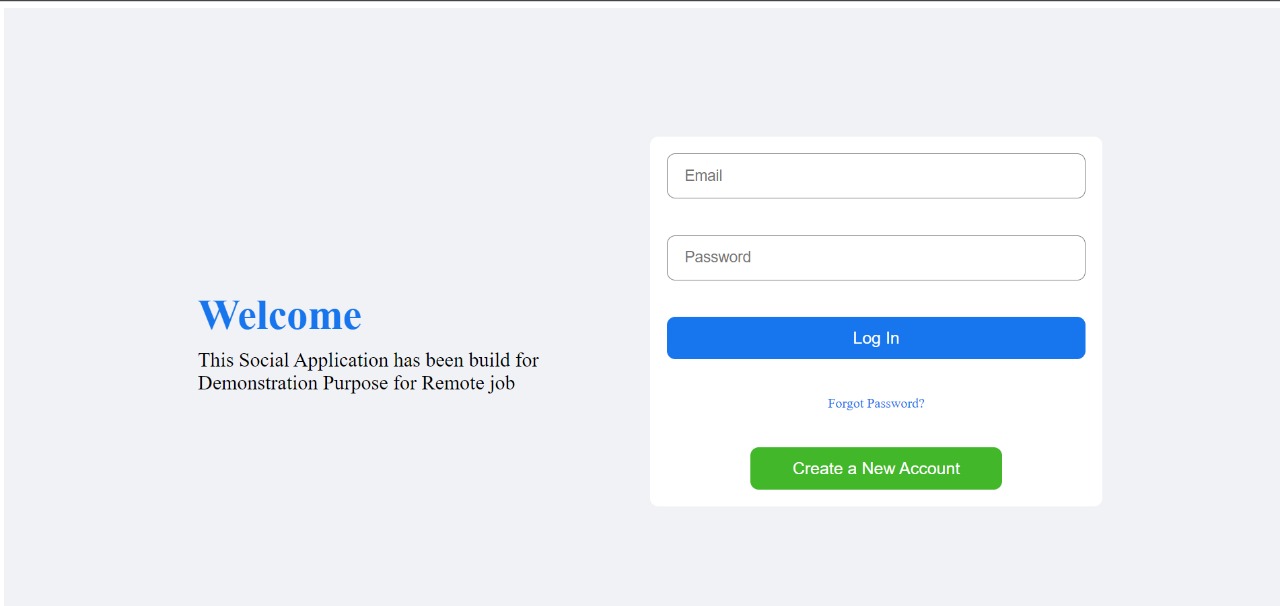 Welcome
This Social Application has been build for
Demonstration Purpose for Remote job
Email
Password
Log In
Forgot Password?
Create a New Account